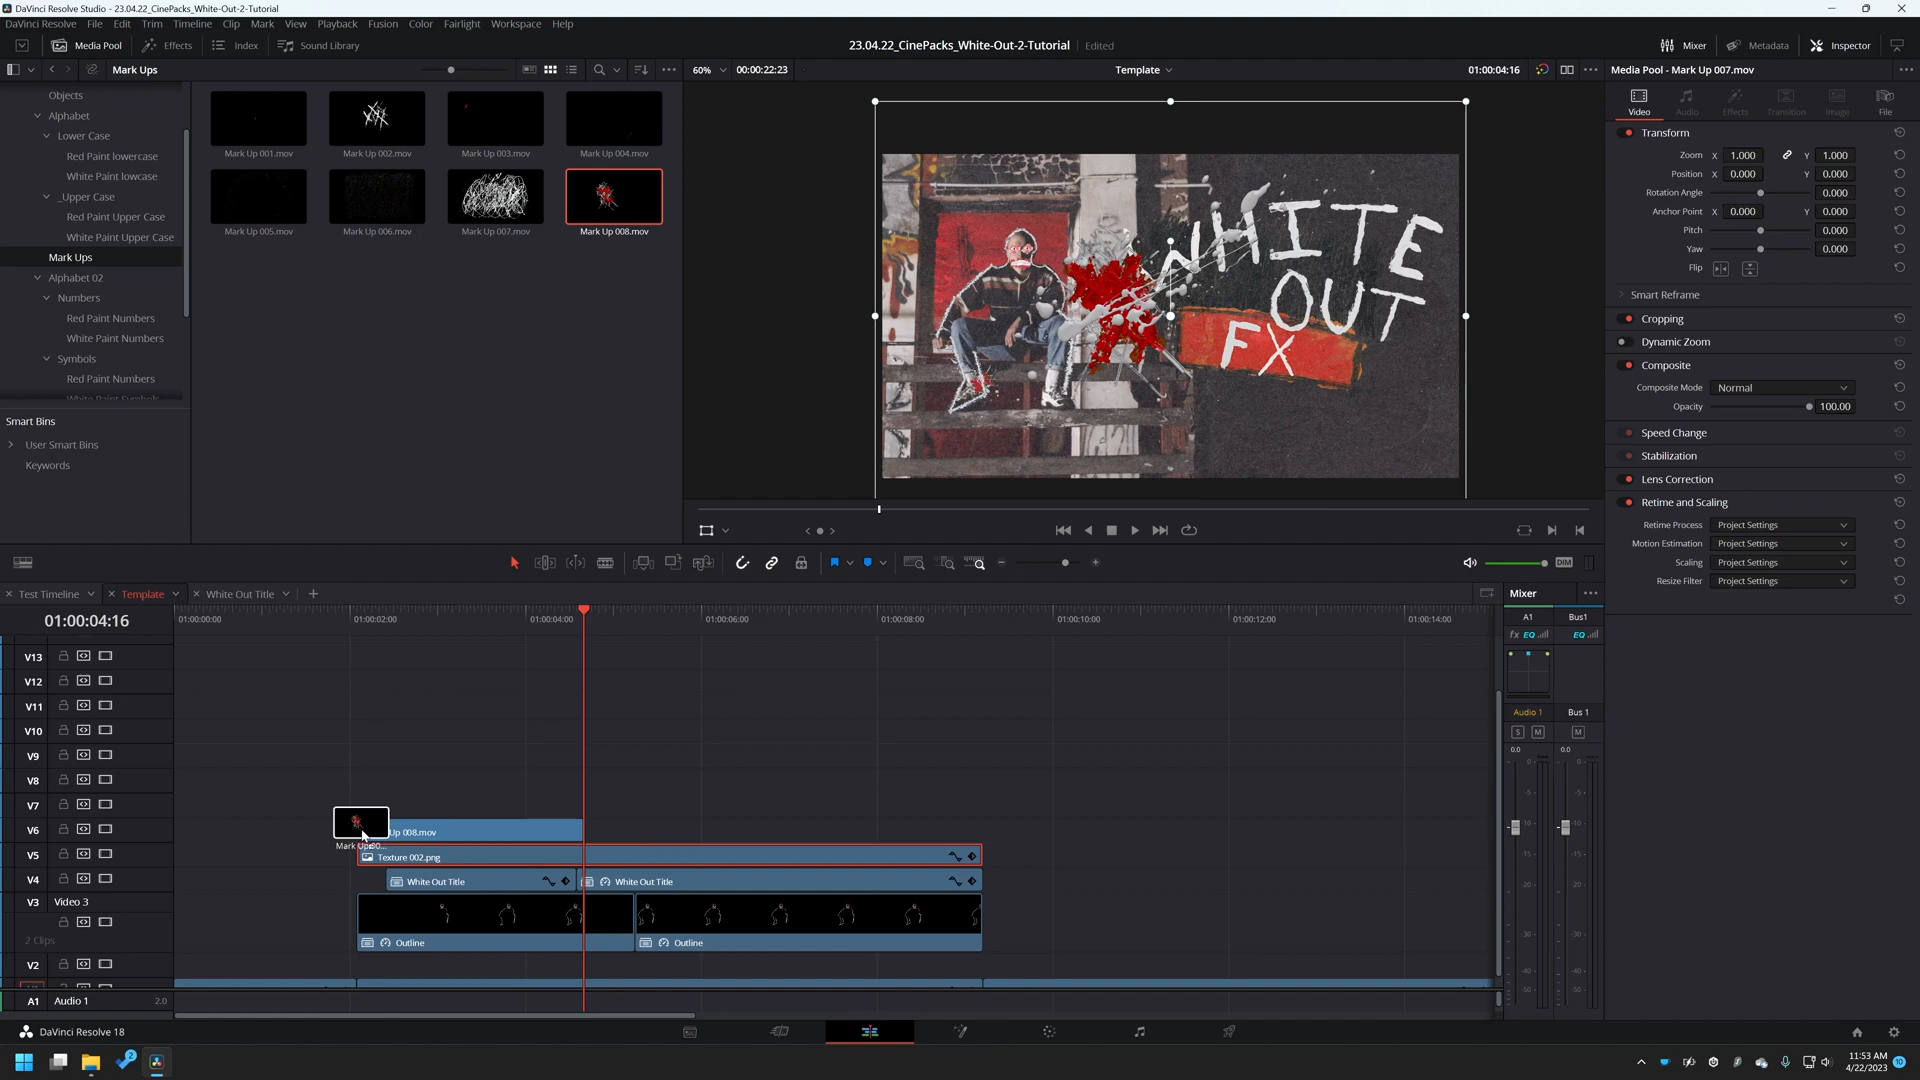 DaVinci Resolve Studio - 23.04.22_CinePacks_White-Out-2-Tutorial
DaVinci Resolve File Edit Trim Timeline Clip Mark View Playback Fusion Color Fairlight Workspace Help
Media Pool Effects Index Sound Library 23.04.22_CinePacks_White-Out-2-Tutorial Edited Mixer Metadata Inspector
Mark Ups 60% 00:00:22:23 Template 01:00:04:16 Media Pool - Mark Up 007.mov
Objects
Alphabet
Lower Case
Red Paint lowercase
White Paint lowcase
_Upper Case
Red Paint Upper Case
White Paint Upper Case
Mark Ups
Alphabet 02
Numbers
Red Paint Numbers
White Paint Numbers
Symbols
Red Paint Numbers
White Paint Symbols
Smart Bins
User Smart Bins
Keywords
Mark Up 001.mov Mark Up 002.mov Mark Up 003.mov Mark Up 004.mov
Mark Up 005.mov Mark Up 006.mov Mark Up 007.mov Mark Up 008.mov
WHITE
OUT
FX
Video Audio Effects Transition Image File
Transform
Zoom X 1.000 Y 1.000
Position X 0.000 Y 0.000
Rotation Angle 0.000
Anchor Point X 0.000 Y 0.000
Pitch 0.000
Yaw 0.000
Flip
Smart Reframe
Cropping
Dynamic Zoom
Composite
Composite Mode Normal
Opacity 100.00
Speed Change
Stabilization
Lens Correction
Retime and Scaling
Retime Process Project Settings
Motion Estimation Project Settings
Scaling Project Settings
Resize Filter Project Settings
DIM
Test Timeline Template White Out Title
01:00:04:16 01:00:00:00 01:00:02:00 01:00:04:00 01:00:06:00 01:00:08:00 01:00:10:00 01:00:12:00 01:00:14:00
V13
V12
V11
V10
V9
V8
V7
V6 Up 008.mov
V5 Texture 002.png
V4 White Out Title White Out Title
V3 Video 3
2 Clips
Outline Outline
V2
A1 Audio 1 2.0
Mixer
A1 Bus1
fx EQ EQ
Audio 1 Bus 1
S M M
0.0 0.0
DaVinci Resolve 18
2
11:53 AM
4/22/2023
10